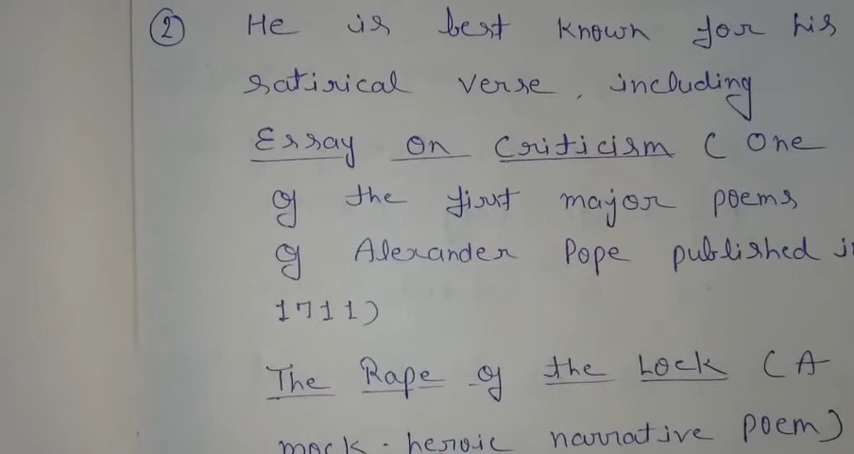 ② He is best known for his
satirical verse, including
Essay on Criticism ( One
of the first major poems
of Alexander Pope published in
1711)
The Rape of the Lock ( A
mock-heroic narrative poem)